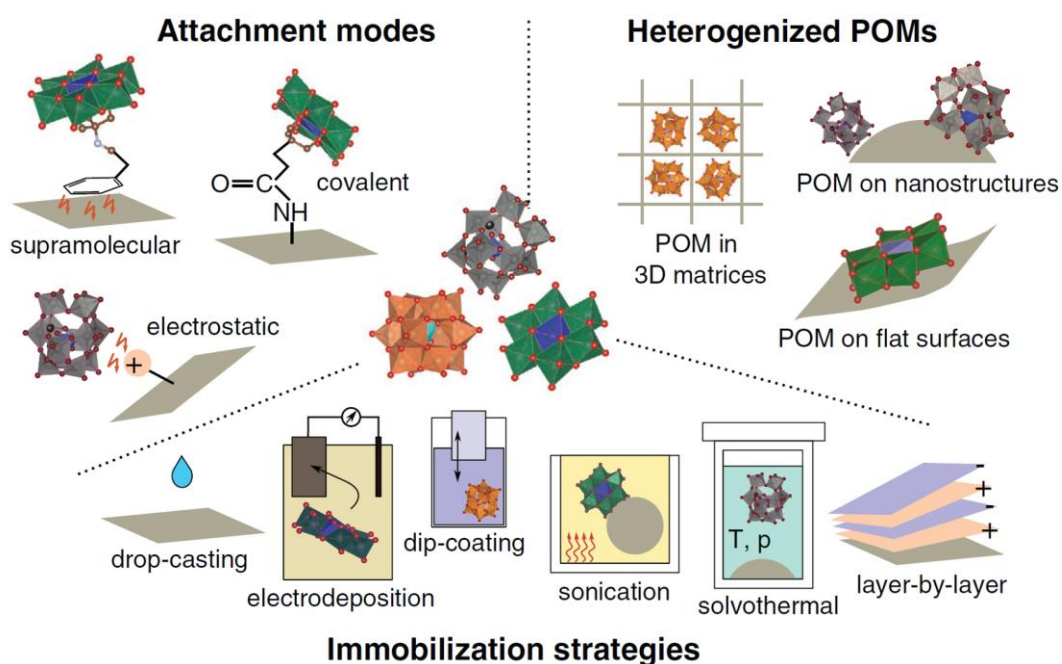 Attachment modes
supramolecular
O=C
NH
covalent
+
electrostatic
Heterogenized POMs
POM in
3D matrices
POM on nanostructures
POM on flat surfaces
drop-casting
electrodeposition
dip-coating
sonication
T, p
solvothermal
-
+
-
+
layer-by-layer
Immobilization strategies